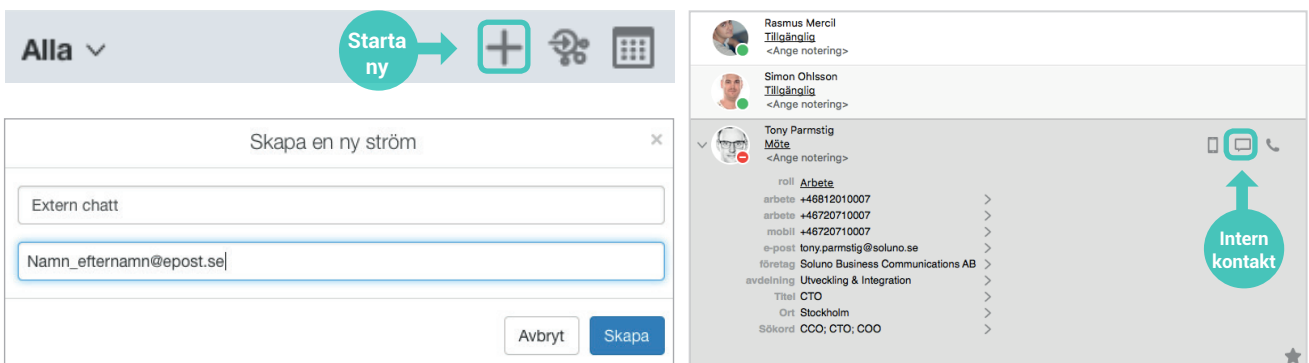 Alla
Starta
ny
Skapa en ny ström
×
Extern chatt
Namn_efternamn@epost.se
Avbryt
Skapa
Rasmus Mercil
Tillgänglig
<Ange notering>
Simon Ohlsson
Tillgänglig
<Ange notering>
Tony Parmstig
Möte
<Ange notering>
roll Arbete
arbete +46812010007
arbete +46720710007
mobil +46720710007
e-post tony.parmstig@soluno.se
företag Soluno Business Communications AB
avdelning Utveckling & Integration
Titel CTO
Ort Stockholm
Sökord CCO; CTO; COO
Intern
kontakt